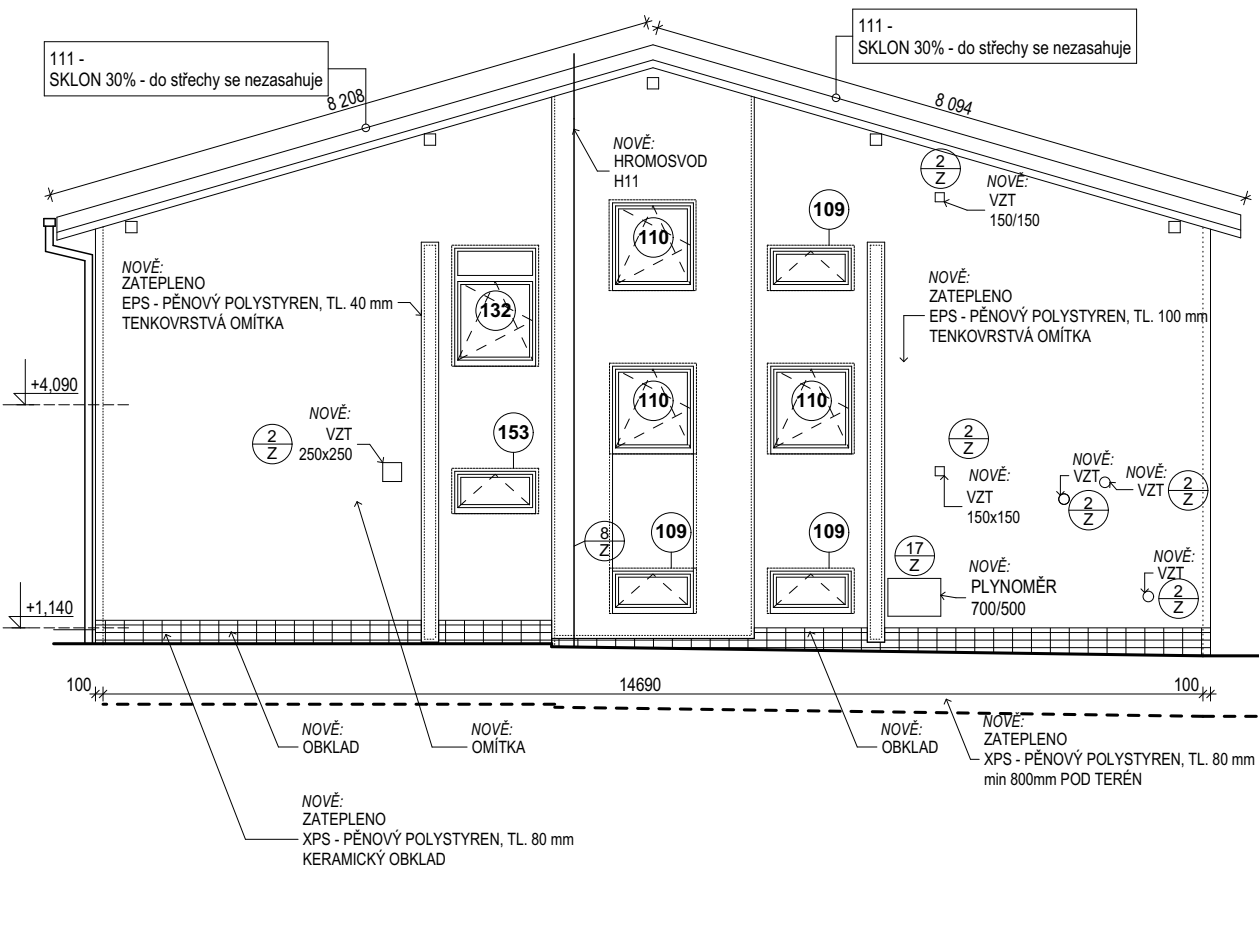 111 -
SKLON 30% - do střechy se nezasahuje
111 -
SKLON 30% - do střechy se nezasahuje
8 208
8 094
NOVĚ:
HROMOSVOD
H11
2
Z
NOVĚ:
VZT
150/150
109
110
NOVĚ:
ZATEPLENO
EPS - PĚNOVÝ POLYSTYREN, TL. 40 mm
TENKOVRSTVÁ OMÍTKA
132
NOVĚ:
ZATEPLENO
EPS - PĚNOVÝ POLYSTYREN, TL. 100 mm
TENKOVRSTVÁ OMÍTKA
+4,090
110
110
NOVĚ:
VZT
250x250
2
Z
153
2
Z
NOVĚ:
VZT
150x150
NOVĚ:
VZT
2
Z
NOVĚ:
VZT
2
Z
8
Z
109
109
17
Z
NOVĚ:
PLYNOMĚR
700/500
NOVĚ:
VZT
2
Z
+1,140
100
14690
100
NOVĚ:
OBKLAD
NOVĚ:
OMÍTKA
NOVĚ:
OBKLAD
NOVĚ:
ZATEPLENO
XPS - PĚNOVÝ POLYSTYREN, TL. 80 mm
min 800mm POD TERÉN
NOVĚ:
ZATEPLENO
XPS - PĚNOVÝ POLYSTYREN, TL. 80 mm
KERAMICKÝ OBKLAD